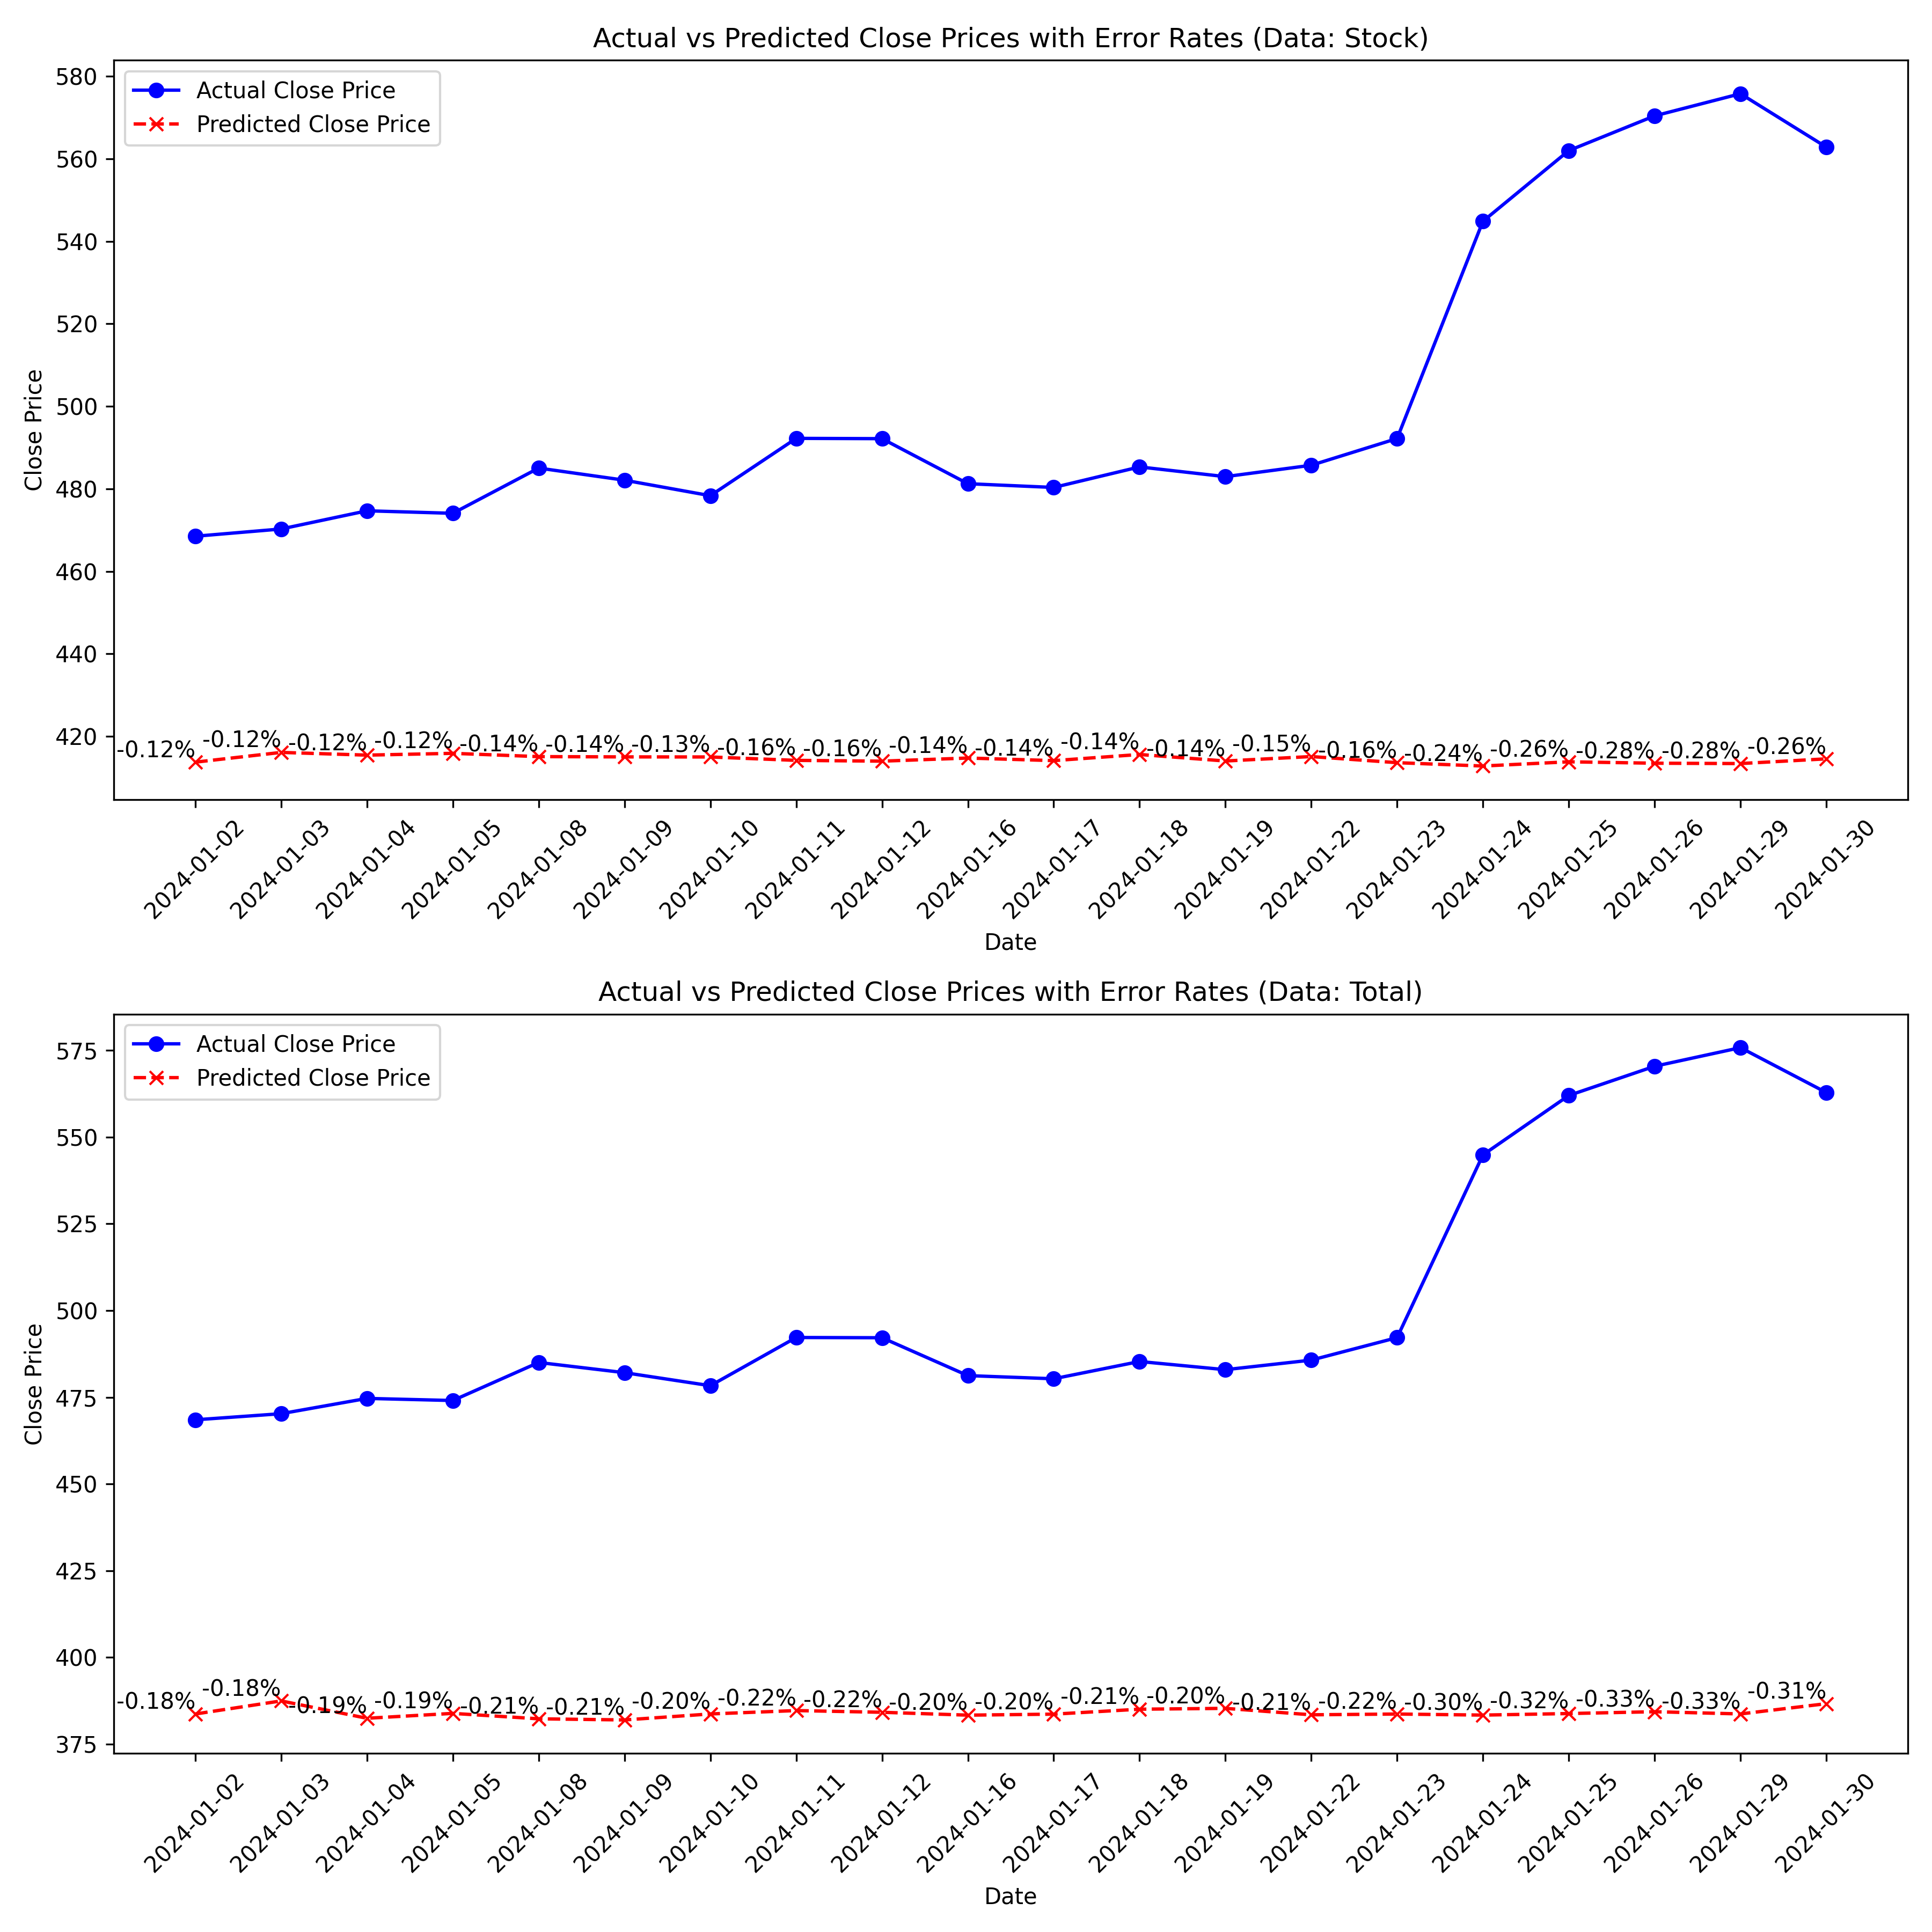 Actual vs Predicted Close Prices with Error Rates (Data: Stock)
Actual Close Price
Predicted Close Price
Close Price
580
560
540
520
500
480
460
440
420
-0.12% -0.12% -0.12% -0.12% -0.14% -0.14% -0.13% -0.16% -0.16% -0.14% -0.14% -0.14% -0.14% -0.15% -0.16% -0.24% -0.26% -0.28% -0.28% -0.26%
2024-01-02 2024-01-03 2024-01-04 2024-01-05 2024-01-08 2024-01-09 2024-01-10 2024-01-11 2024-01-12 2024-01-16 2024-01-17 2024-01-18 2024-01-19 2024-01-22 2024-01-23 2024-01-24 2024-01-25 2024-01-26 2024-01-29 2024-01-30
Date
Actual vs Predicted Close Prices with Error Rates (Data: Total)
Actual Close Price
Predicted Close Price
Close Price
575
550
525
500
475
450
425
400
375
-0.18% -0.18% -0.19% -0.19% -0.21% -0.21% -0.20% -0.22% -0.22% -0.20% -0.20% -0.21% -0.20% -0.21% -0.22% -0.30% -0.32% -0.33% -0.33% -0.31%
2024-01-02 2024-01-03 2024-01-04 2024-01-05 2024-01-08 2024-01-09 2024-01-10 2024-01-11 2024-01-12 2024-01-16 2024-01-17 2024-01-18 2024-01-19 2024-01-22 2024-01-23 2024-01-24 2024-01-25 2024-01-26 2024-01-29 2024-01-30
Date